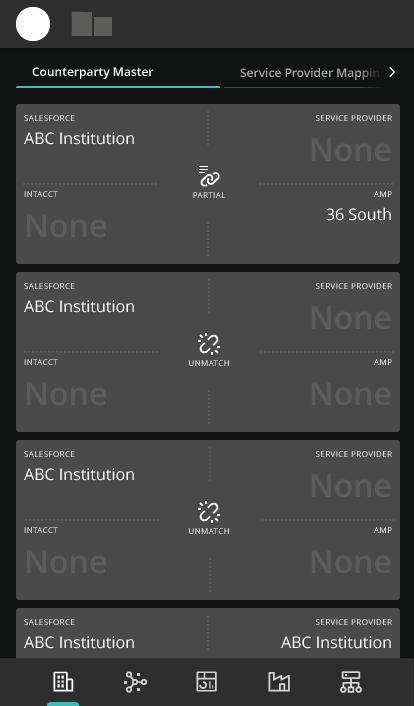 Counterparty Master
Service Provider Mappin
SALESFORCE
SERVICE PROVIDER
ABC Institution
None
PARTIAL
INTACCT
AMP
None
36 South
SALESFORCE
SERVICE PROVIDER
ABC Institution
None
UNMATCH
INTACCT
AMP
None
None
SALESFORCE
SERVICE PROVIDER
ABC Institution
None
UNMATCH
INTACCT
AMP
None
None
SALESFORCE
SERVICE PROVIDER
ABC Institution
ABC Institution